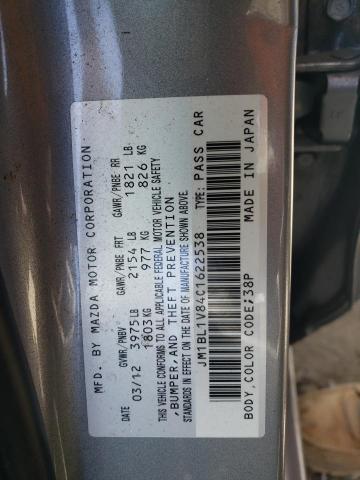 MFD. BY MAZDA MOTOR CORPORATION
GVWR/PNBV GAWR/PNBE FRT GAWR/PNBE RR
DATE 3975 LB 2154 LB 1821 LB
03/12 1803 KG 977 KG 826 KG
THIS VEHICLE CONFORMS TO ALL APPLICABLE FEDERAL MOTOR VEHICLE SAFETY
,BUMPER,AND THEFT PREVENTION
STANDARDS IN EFFECT ON THE DATE OF MANUFACTURE SHOWN ABOVE.
JM1BL1V84C1622538 TYPE: PASS CAR
BODY,COLOR CODE;38P MADE IN JAPAN